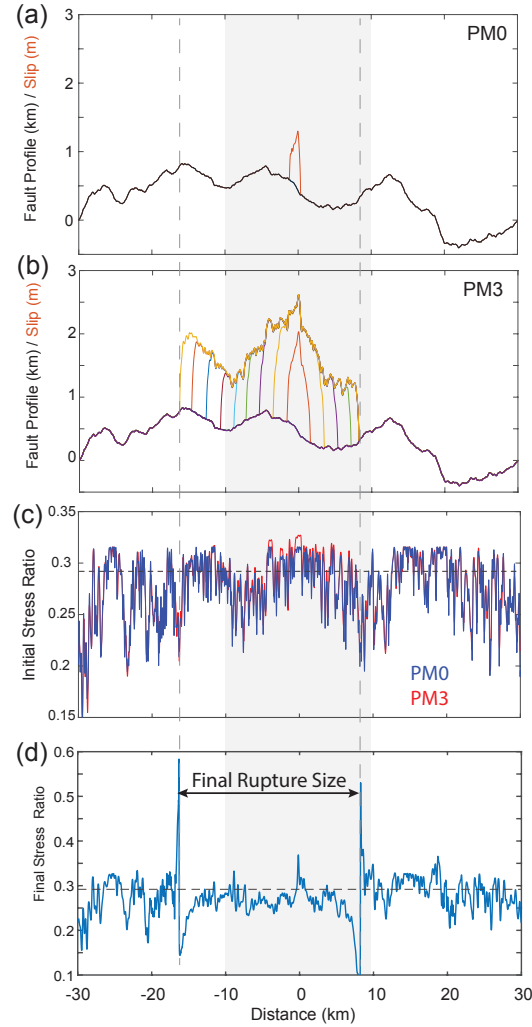 (a)
PM0
Fault Profile (km) / Slip (m)
3
2
1
0
(b)
PM3
Fault Profile (km) / Slip (m)
3
2
1
0
(c)
Initial Stress Ratio
0.35
0.3
0.25
0.2
0.15
PM0
PM3
(d)
Final Stress Ratio
0.6
0.5
0.4
0.3
0.2
0.1
Final Rupture Size
-30 -20 -10 0 10 20 30
Distance (km)